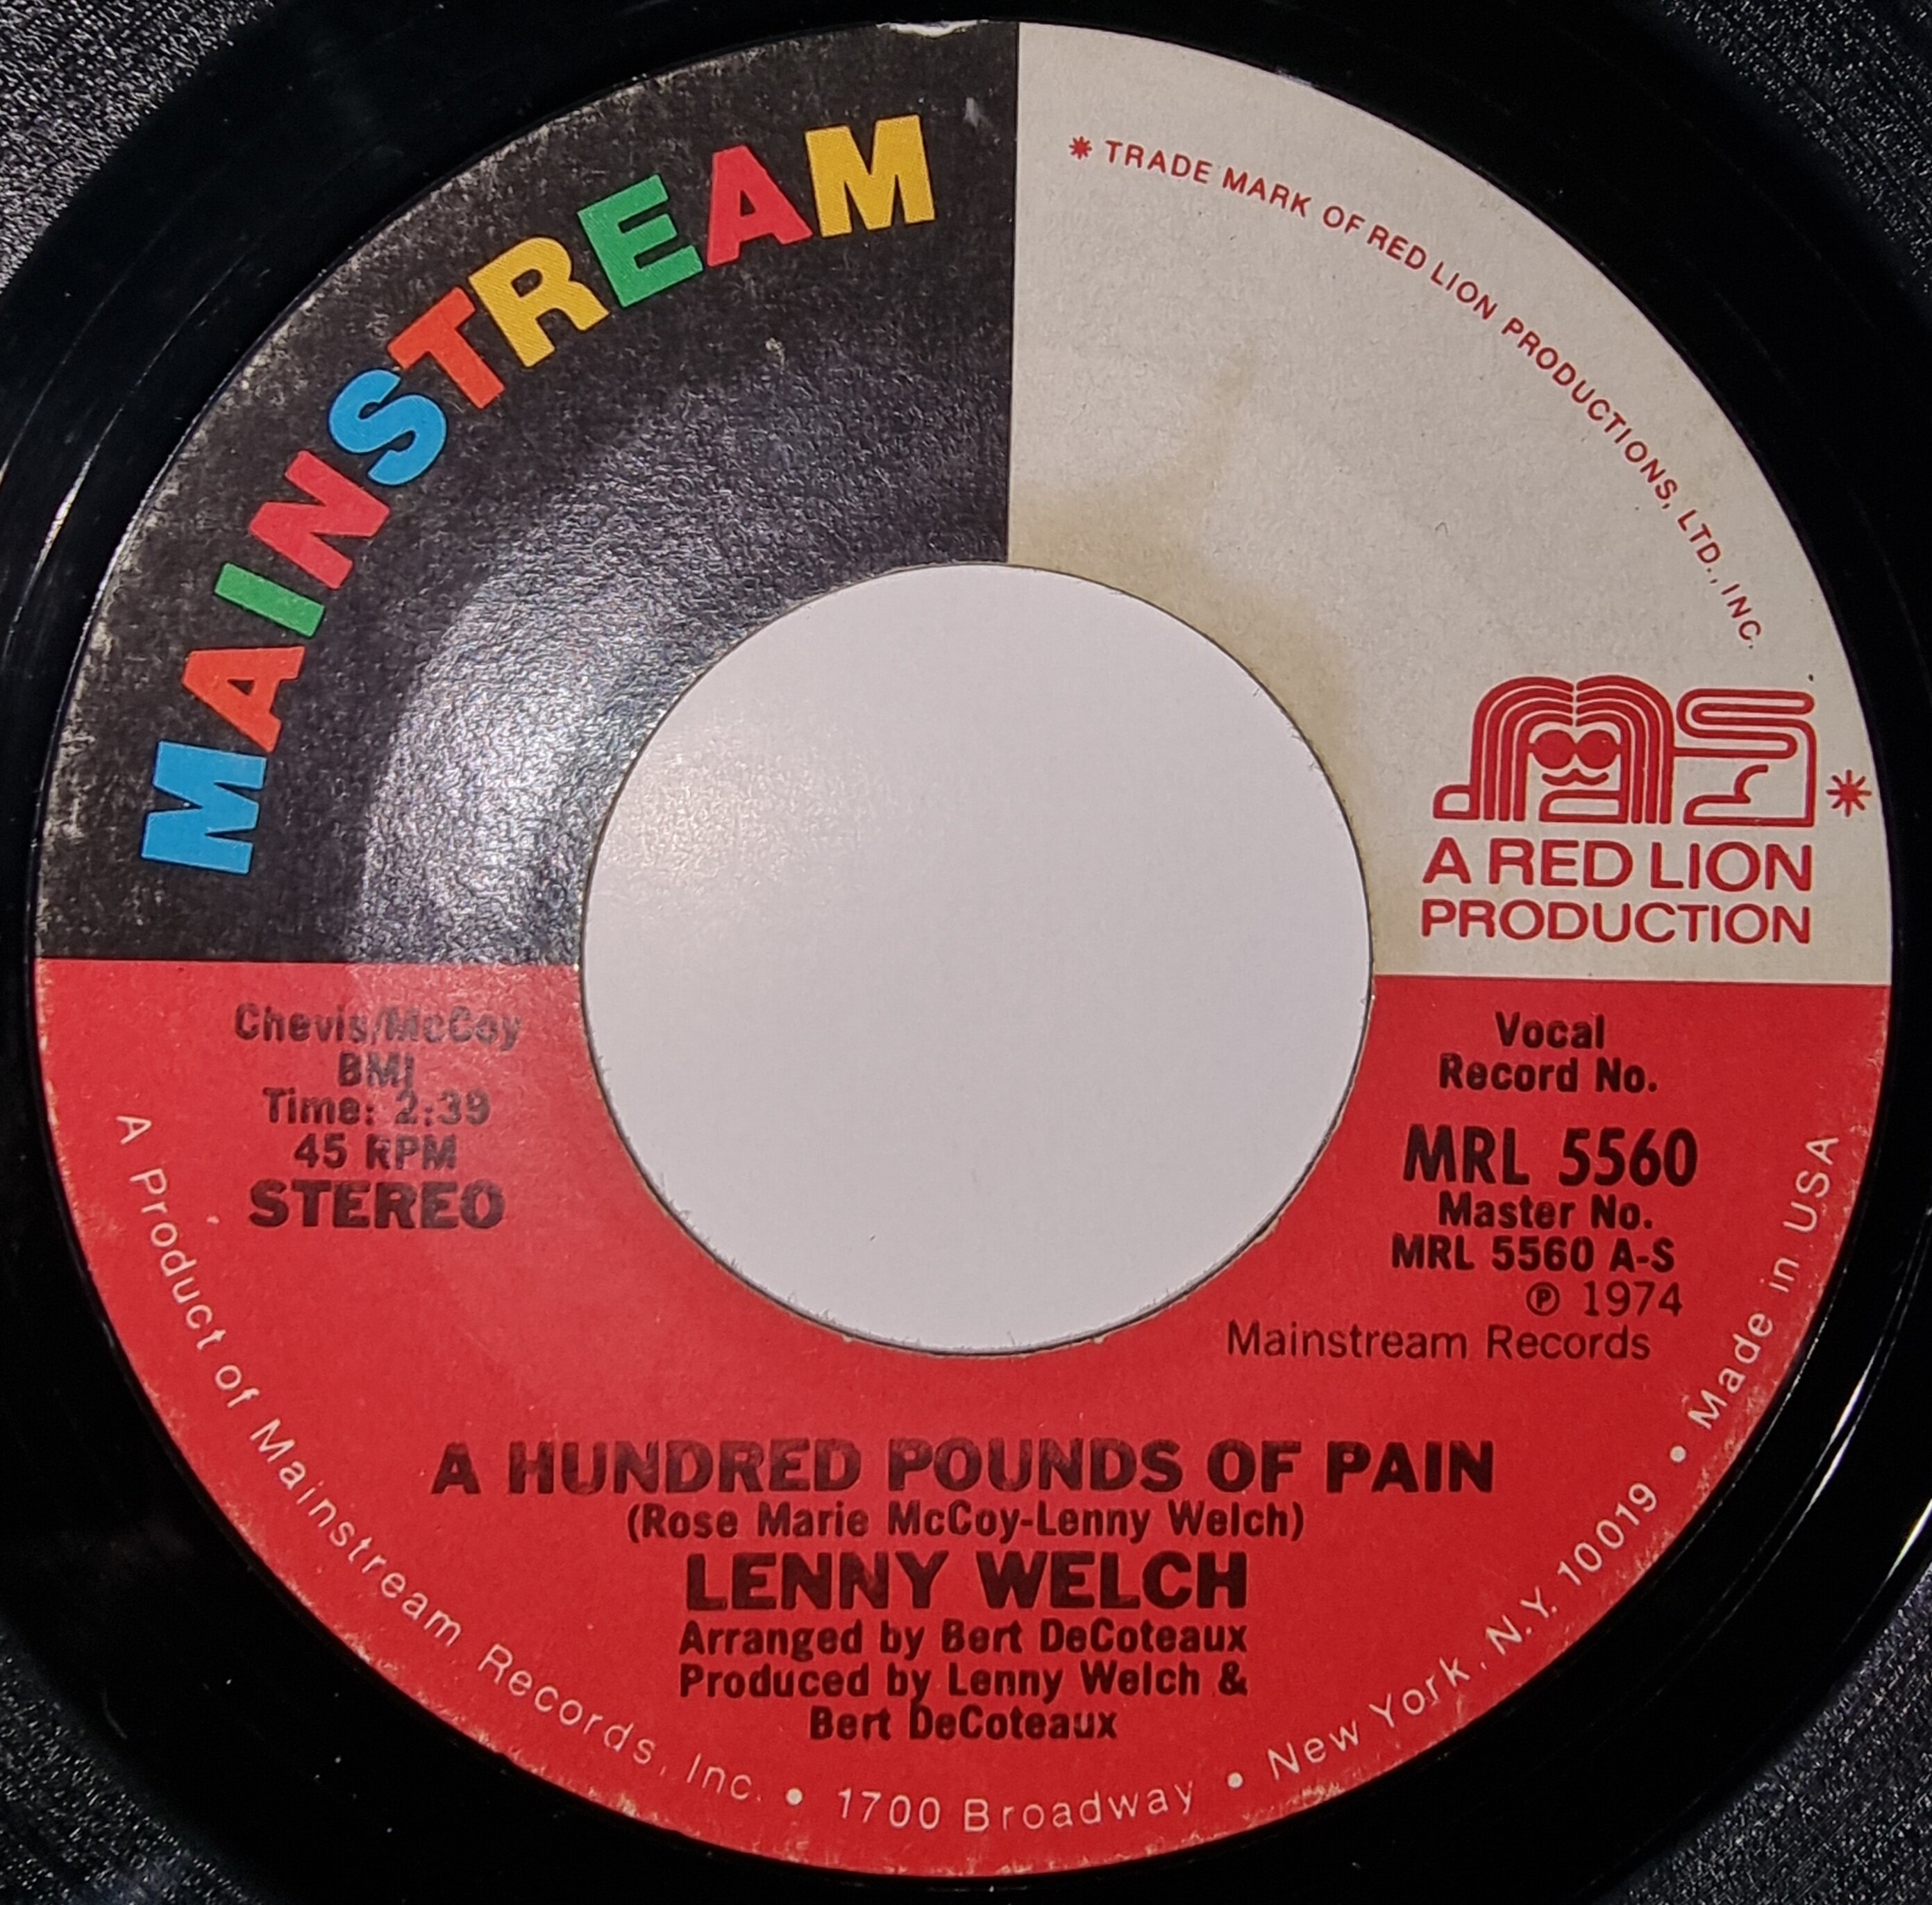 MAINSTREAM
* TRADE MARK OF RED LION PRODUCTIONS, LTD., INC.
MS *
A RED LION
PRODUCTION
Chevis/McCoy
BMI
Time: 2:39
45 RPM
STEREO
Vocal
Record No.
MRL 5560
Master No.
MRL 5560 A-S
℗ 1974
Mainstream Records
A HUNDRED POUNDS OF PAIN
(Rose Marie McCoy-Lenny Welch)
LENNY WELCH
Arranged by Bert DeCoteaux
Produced by Lenny Welch &
Bert DeCoteaux
A Product of Mainstream Records, Inc. • 1700 Broadway • New York, N.Y. 10019 • Made in USA